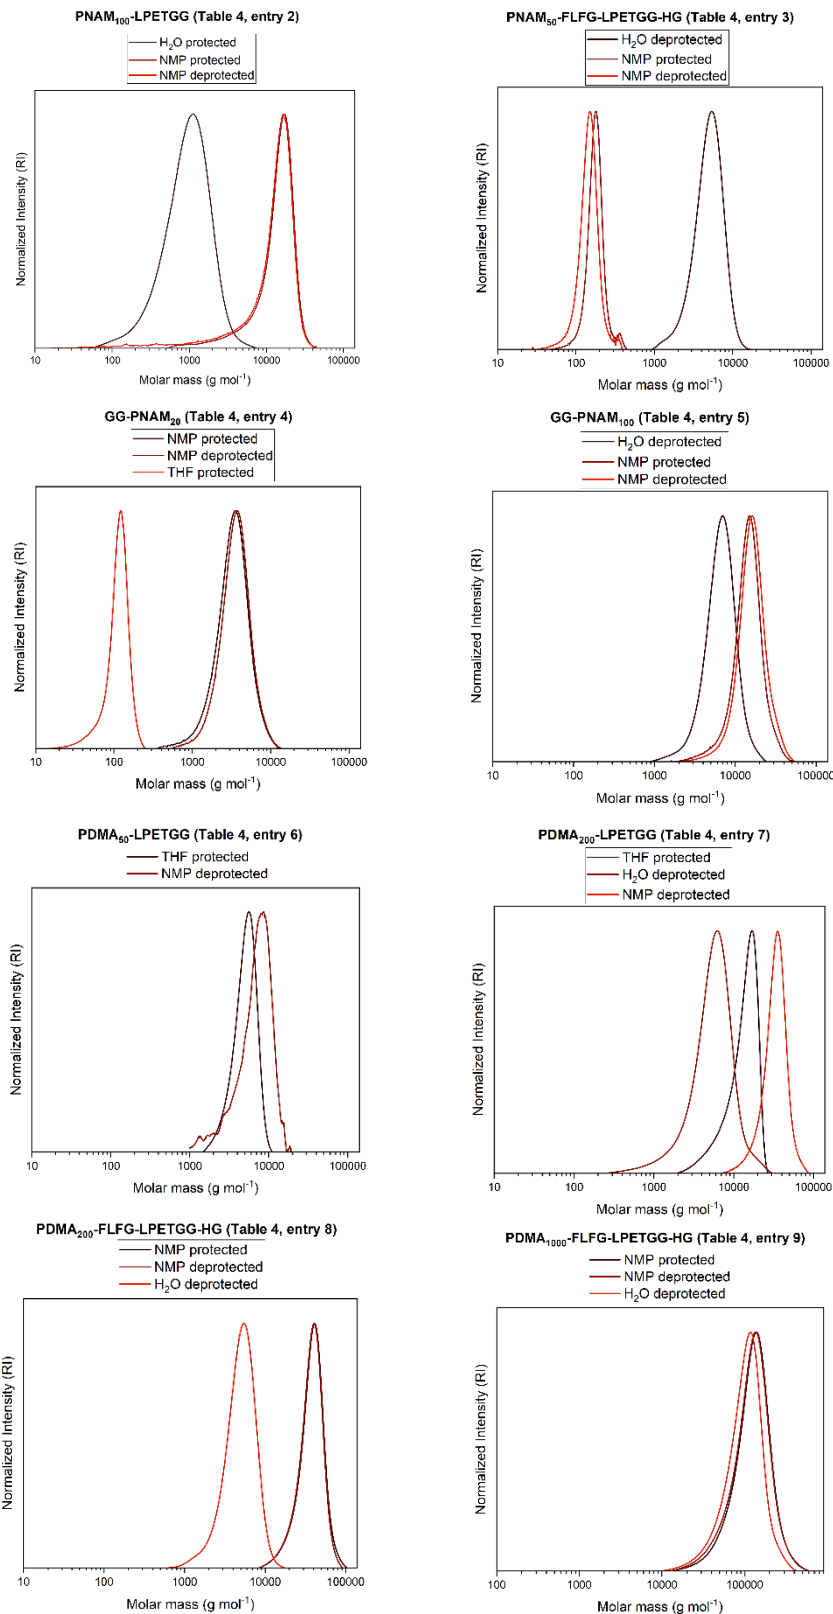 PNAM₁₀₀-LPETGG (Table 4, entry 2)
H₂O protected
NMP protected
NMP deprotected
Normalized Intensity (RI)
10 100 1000 10000 100000
Molar mass (g mol⁻¹)
PNAM₅₀-FLFG-LPETGG-HG (Table 4, entry 3)
H₂O deprotected
NMP protected
NMP deprotected
Normalized Intensity (RI)
10 100 1000 10000 100000
Molar mass (g mol⁻¹)
GG-PNAM₂₀ (Table 4, entry 4)
NMP protected
NMP deprotected
THF protected
Normalized Intensity (RI)
10 100 1000 10000 100000
Molar mass (g mol⁻¹)
GG-PNAM₁₀₀ (Table 4, entry 5)
H₂O deprotected
NMP protected
NMP deprotected
Normalized Intensity (RI)
10 100 1000 10000 100000
Molar mass (g mol⁻¹)
PDMA₅₀-LPETGG (Table 4, entry 6)
THF protected
NMP deprotected
Normalized Intensity (RI)
10 100 1000 10000 100000
Molar mass (g mol⁻¹)
PDMA₂₀₀-LPETGG (Table 4, entry 7)
THF protected
H₂O deprotected
NMP deprotected
Normalized Intensity (RI)
10 100 1000 10000 100000
Molar mass (g mol⁻¹)
PDMA₂₀₀-FLFG-LPETGG-HG (Table 4, entry 8)
NMP protected
NMP deprotected
H₂O deprotected
Normalized Intensity (RI)
10 100 1000 10000 100000
Molar mass (g mol⁻¹)
PDMA₁₀₀₀-FLFG-LPETGG-HG (Table 4, entry 9)
NMP protected
NMP deprotected
H₂O deprotected
Normalized Intensity (RI)
100 1000 10000 100000
Molar mass (g mol⁻¹)